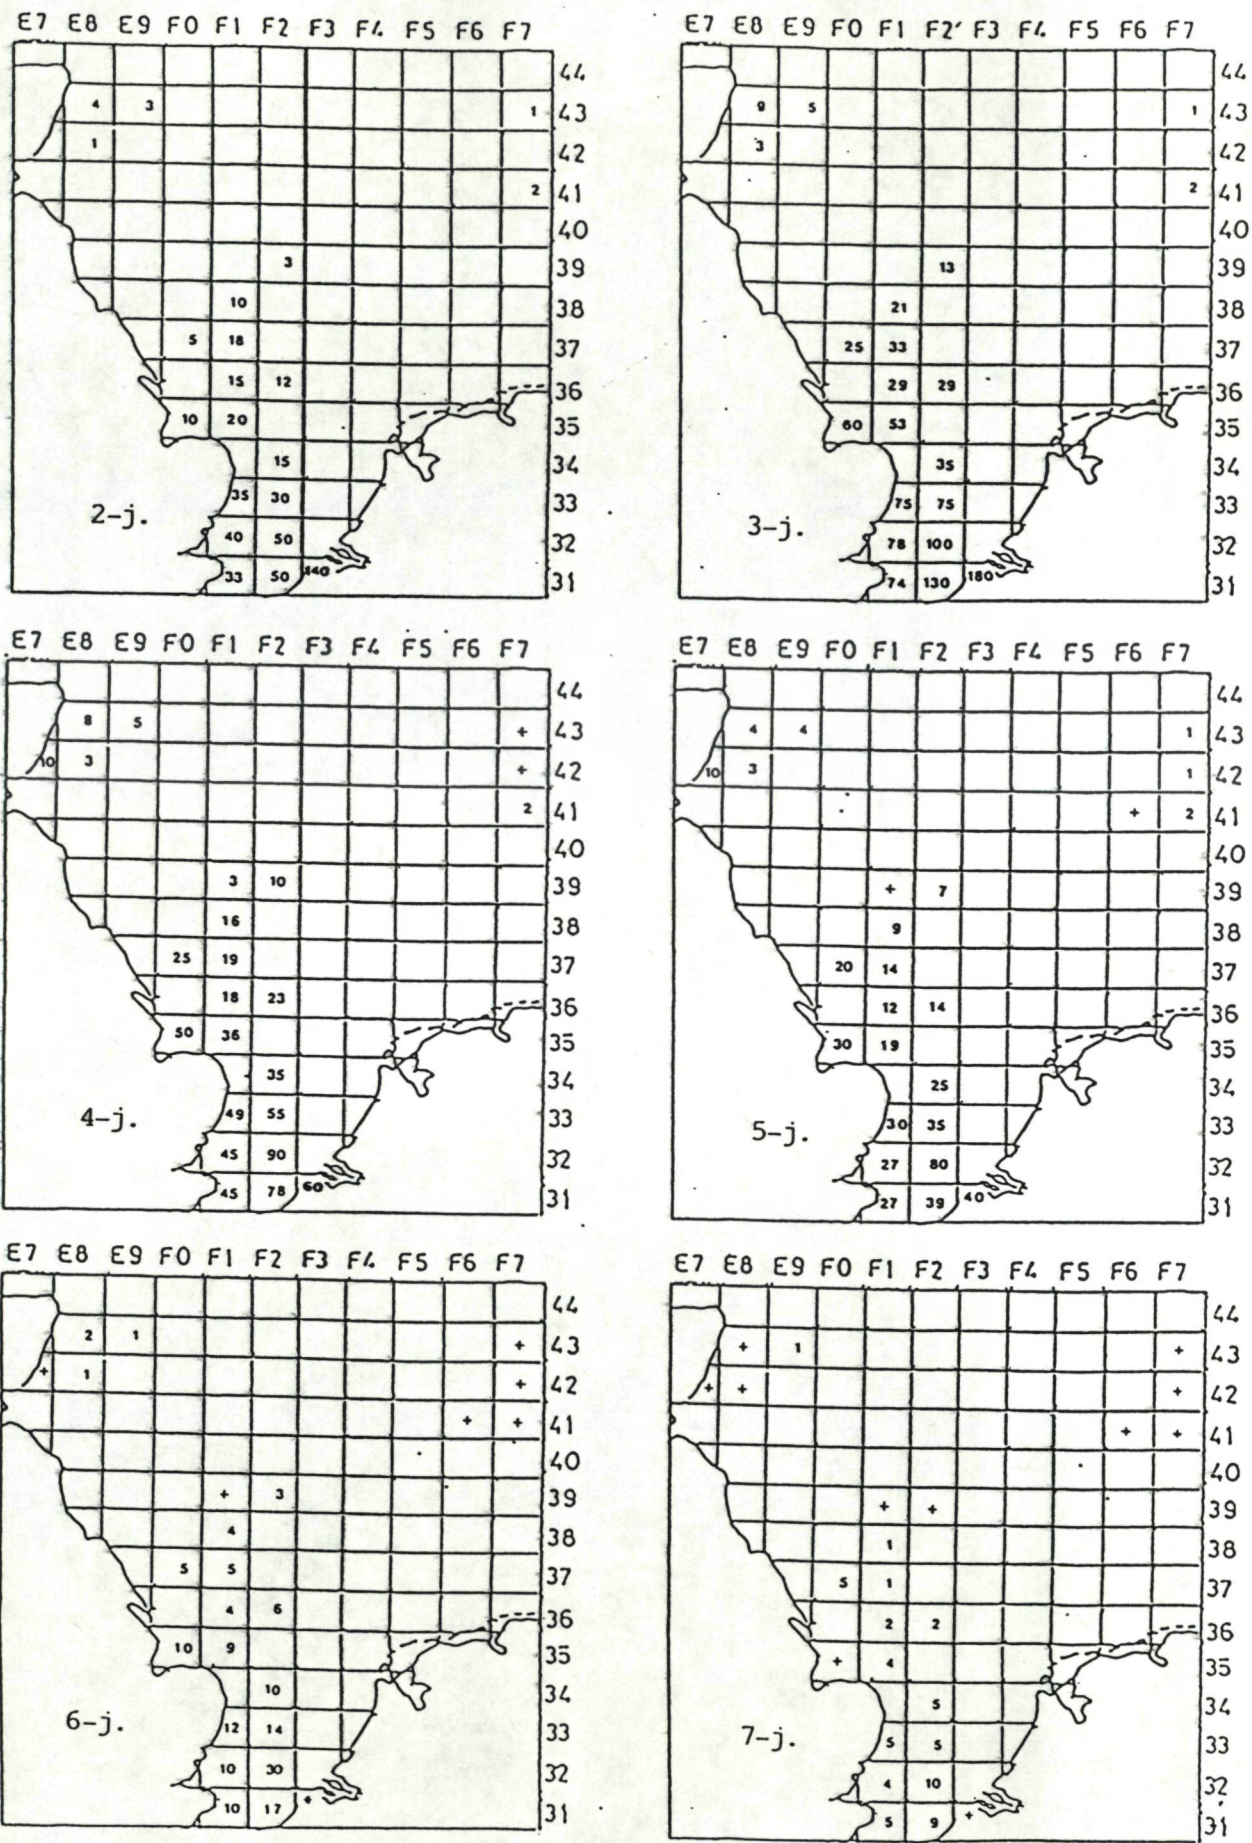 E7 E8 E9 F0 F1 F2 F3 F4 F5 F6 F7
44
4 3 1 43
1 42
2 41
40
3 39
10 38
5 18 37
15 12 36
10 20 35
15 34
2-j. 35 30 33
40 50 32
33 50 140 31
E7 E8 E9 F0 F1 F2' F3 F4 F5 F6 F7
44
9 5 1 43
3 42
2 41
40
13 39
21 38
25 33 37
29 29 36
60 53 35
35 34
3-j. 75 75 33
78 100 32
74 130 180 31
E7 E8 E9 F0 F1 F2 F3 F4 F5 F6 F7
44
8 5 + 43
10 3 + 42
2 41
40
3 10 39
16 38
25 19 37
18 23 36
50 36 35
35 34
4-j. 49 55 33
45 90 32
45 78 60 31
E7 E8 E9 F0 F1 F2 F3 F4 F5 F6 F7
44
4 4 1 43
10 3 1 42
+ 2 41
40
+ 7 39
9 38
20 14 37
12 14 36
30 19 35
25 34
5-j. 30 35 33
27 80 32
27 39 40 31
E7 E8 E9 F0 F1 F2 F3 F4 F5 F6 F7
44
2 1 + 43
+ 1 + 42
+ + 41
40
+ 3 39
4 38
5 5 37
4 6 36
10 9 35
10 34
6-j. 12 14 33
10 30 32
10 17 + 31
E7 E8 E9 F0 F1 F2 F3 F4 F5 F6 F7
44
+ 1 + 43
+ + + 42
+ + 41
40
+ + 39
1 38
5 1 37
2 2 36
+ 4 35
5 34
7-j. 5 5 33
4 10 32
5 9 + 31